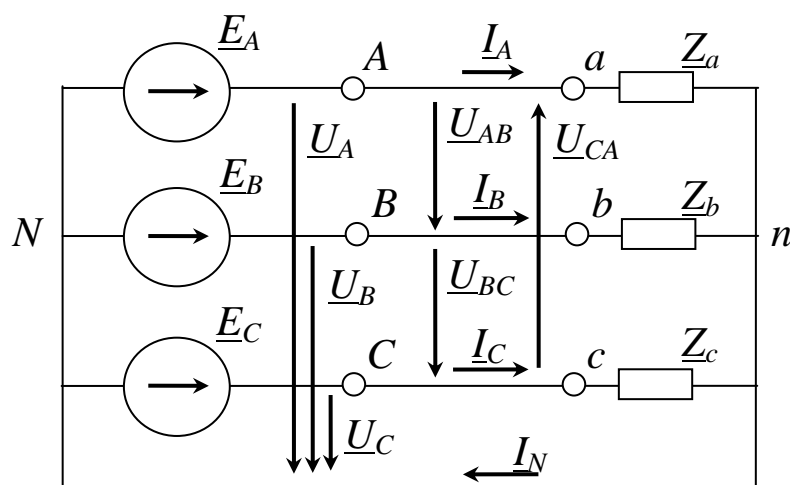 E_A A I_A a Z_a
U_A U_AB U_CA
E_B B I_B b Z_b
N n
U_B U_BC
E_C C I_C c Z_c
U_C
I_N